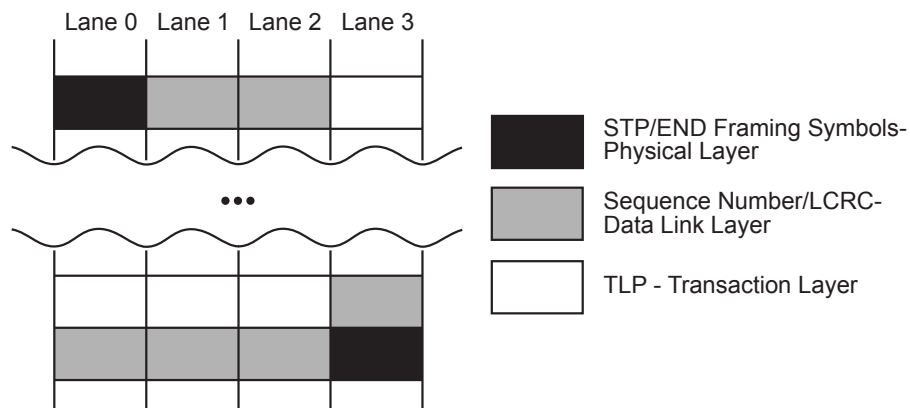 Lane 0 Lane 1 Lane 2 Lane 3
STP/END Framing Symbols-
Physical Layer
Sequence Number/LCRC-
Data Link Layer
TLP - Transaction Layer